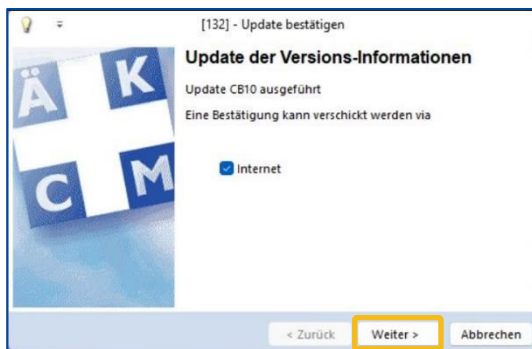 [132] - Update bestätigen
Update der Versions-Informationen
Update CB10 ausgeführt
Eine Bestätigung kann verschickt werden via
Internet
Ä K
C M
< Zurück Weiter > Abbrechen